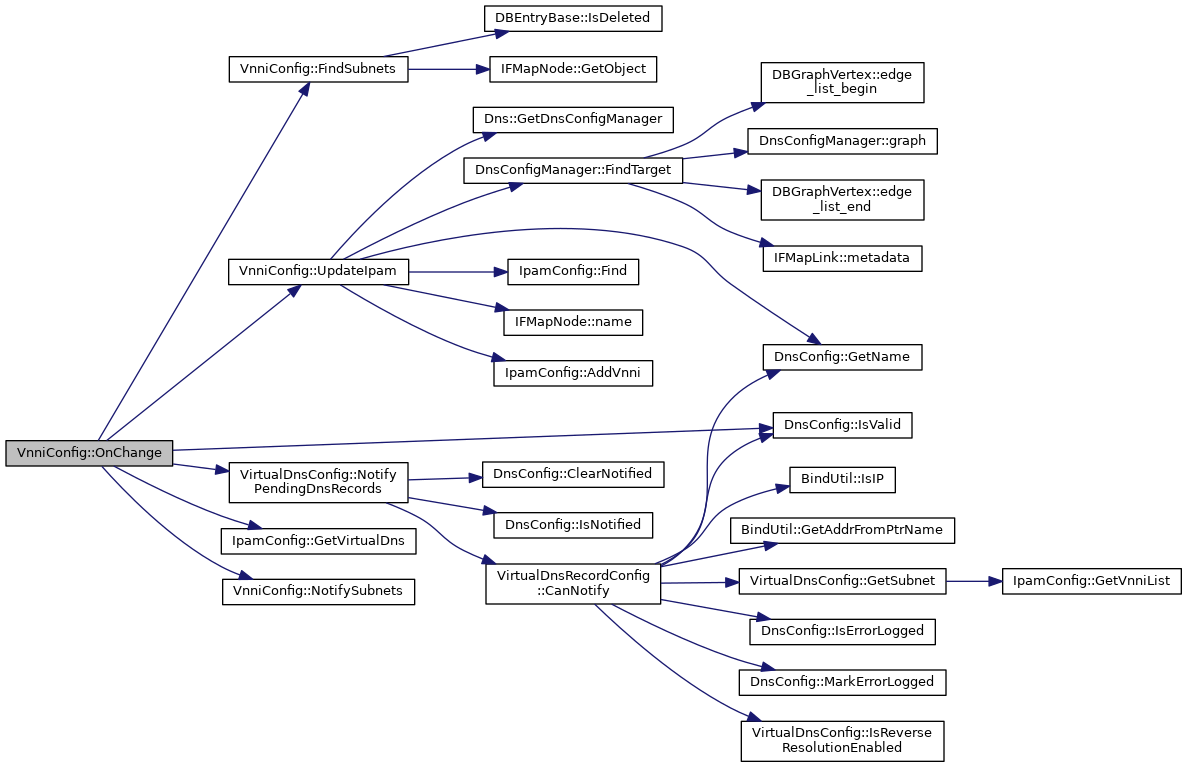 DBEntryBase::IsDeleted
VnniConfig::FindSubnets
IFMapNode::GetObject
DBGraphVertex::edge
_list_begin
Dns::GetDnsConfigManager
DnsConfigManager::graph
DnsConfigManager::FindTarget
DBGraphVertex::edge
_list_end
IFMapLink::metadata
VnniConfig::UpdateIpam
IpamConfig::Find
IFMapNode::name
DnsConfig::GetName
IpamConfig::AddVnni
DnsConfig::IsValid
VnniConfig::OnChange
VirtualDnsConfig::Notify
PendingDnsRecords
DnsConfig::ClearNotified
BindUtil::IsIP
DnsConfig::IsNotified
BindUtil::GetAddrFromPtrName
IpamConfig::GetVirtualDns
VirtualDnsRecordConfig
::CanNotify
VirtualDnsConfig::GetSubnet
IpamConfig::GetVnniList
VnniConfig::NotifySubnets
DnsConfig::IsErrorLogged
DnsConfig::MarkErrorLogged
VirtualDnsConfig::IsReverse
ResolutionEnabled